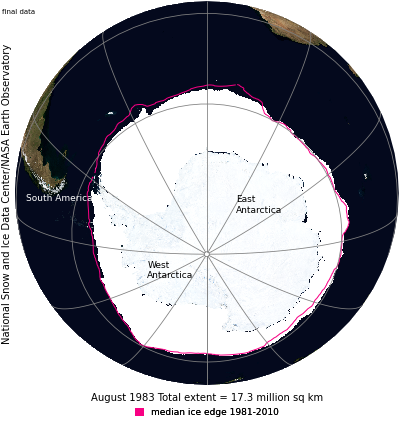 final data
National Snow and Ice Data Center/NASA Earth Observatory
South America
East
Antarctica
West
Antarctica
August 1983 Total extent = 17.3 million sq km
median ice edge 1981-2010